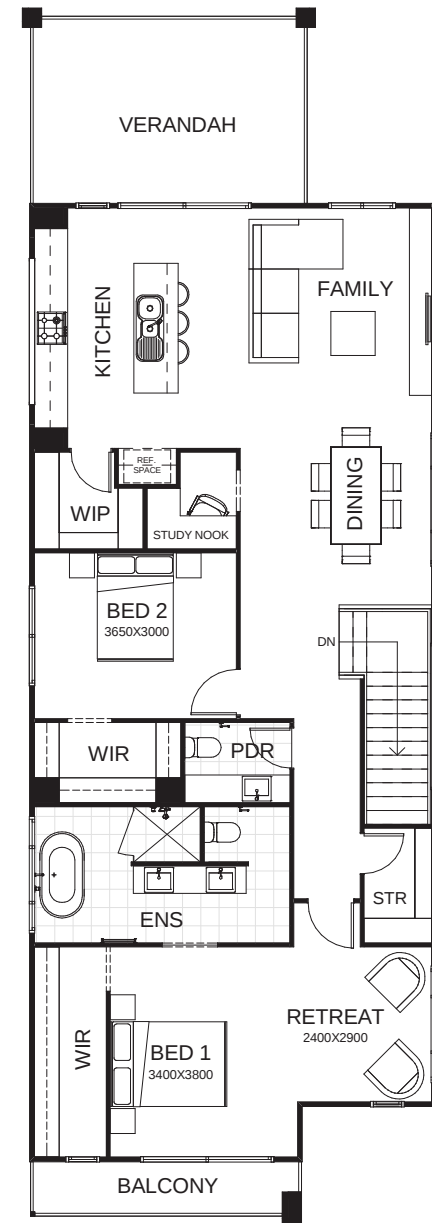 VERANDAH
KITCHEN
FAMILY
REF.
SPACE
WIP
STUDY NOOK
DINING
BED 2
3650X3000
DN
WIR
PDR
ENS
STR
WIR
BED 1
3400X3800
RETREAT
2400X2900
BALCONY